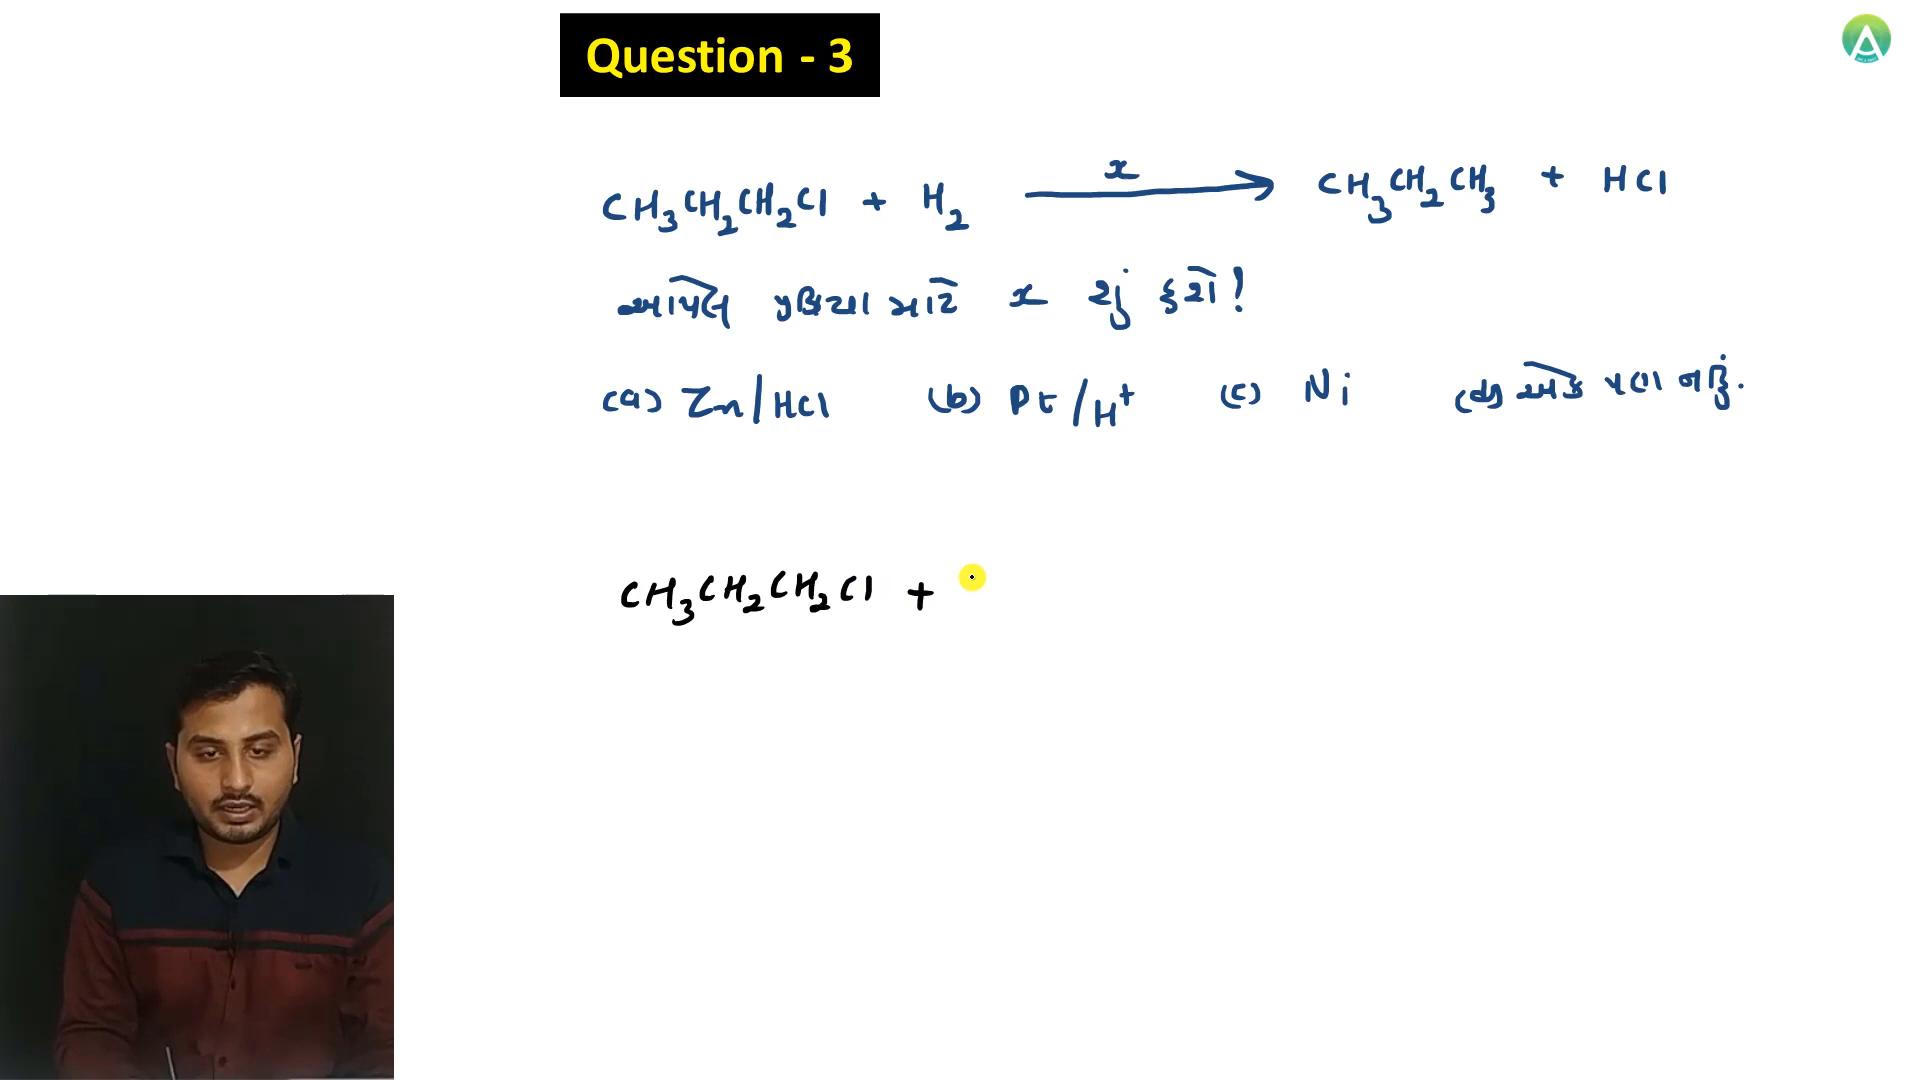 Question - 3
CH₃CH₂CH₂Cl + H₂ —x→ CH₃CH₂CH₃ + HCl
આપેલ પ્રક્રિયા માટે x શું હશે?
(a) Zn/HCl (b) Pt/H⁺ (c) Ni (d) એક પણ નહિં.
CH₃CH₂CH₂Cl +